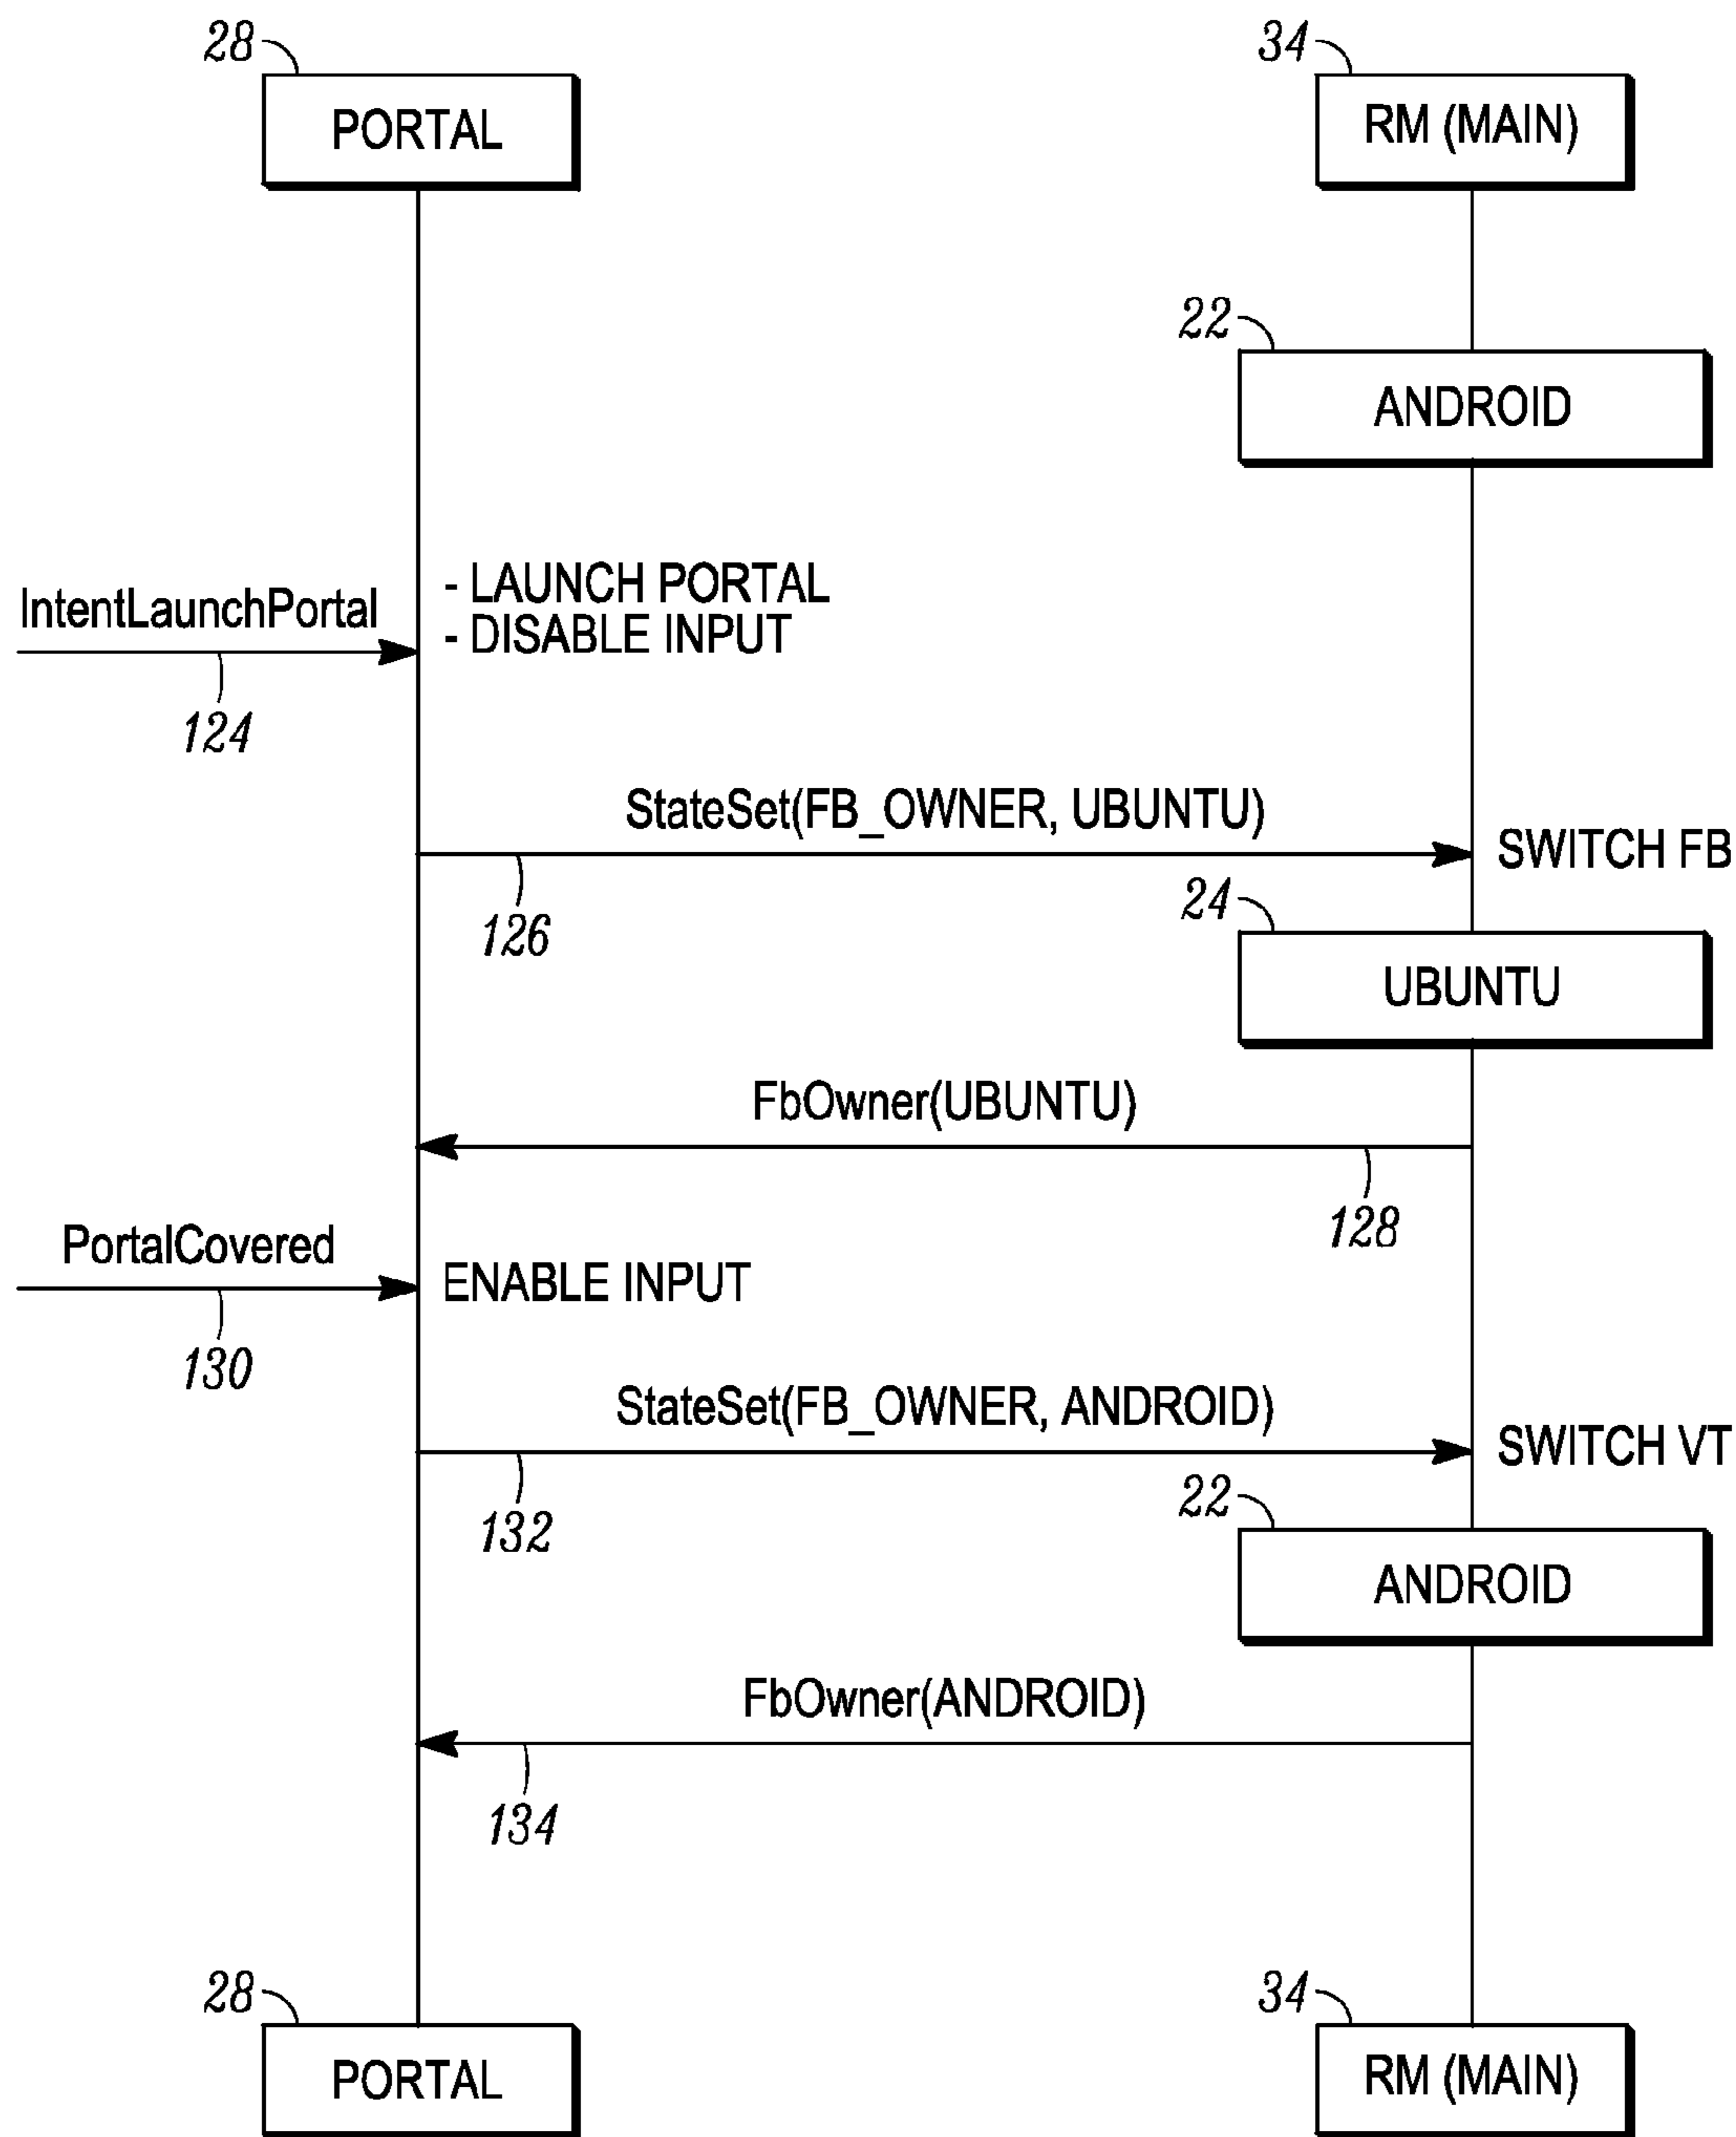 28
34
PORTAL
RM (MAIN)
22
ANDROID
IntentLaunchPortal
- LAUNCH PORTAL
- DISABLE INPUT
124
StateSet(FB_OWNER, UBUNTU)
SWITCH FB
126
24
UBUNTU
FbOwner(UBUNTU)
128
PortalCovered
ENABLE INPUT
130
StateSet(FB_OWNER, ANDROID)
SWITCH VT
132
22
ANDROID
FbOwner(ANDROID)
134
28
34
PORTAL
RM (MAIN)